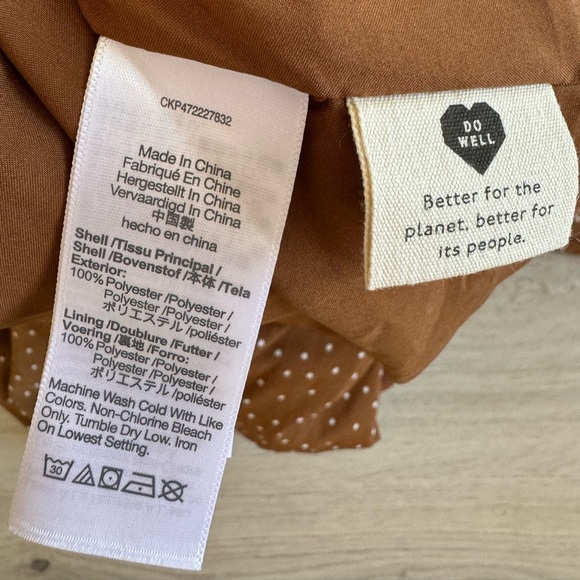 CKP472227832
Made In China
Fabriqué En Chine
Hergestellt In China
Vervaardigd In China
中国製
hecho en china
Shell /Tissu Principal /
Shell /Bovenstof /本体 /Tela
Exterior:
100% Polyester /Polyester /
Polyester /Polyester /
ポリエステル /poliéster
Lining /Doublure /Futter /
Voering /裏地 /Forro:
100% Polyester /Polyester /
Polyester /Polyester /
ポリエステル /poliéster
Machine Wash Cold With Like
Colors. Non-Chlorine Bleach
Only. Tumble Dry Low. Iron
On Lowest Setting.
30
DO
WELL
Better for the
planet, better for
its people.